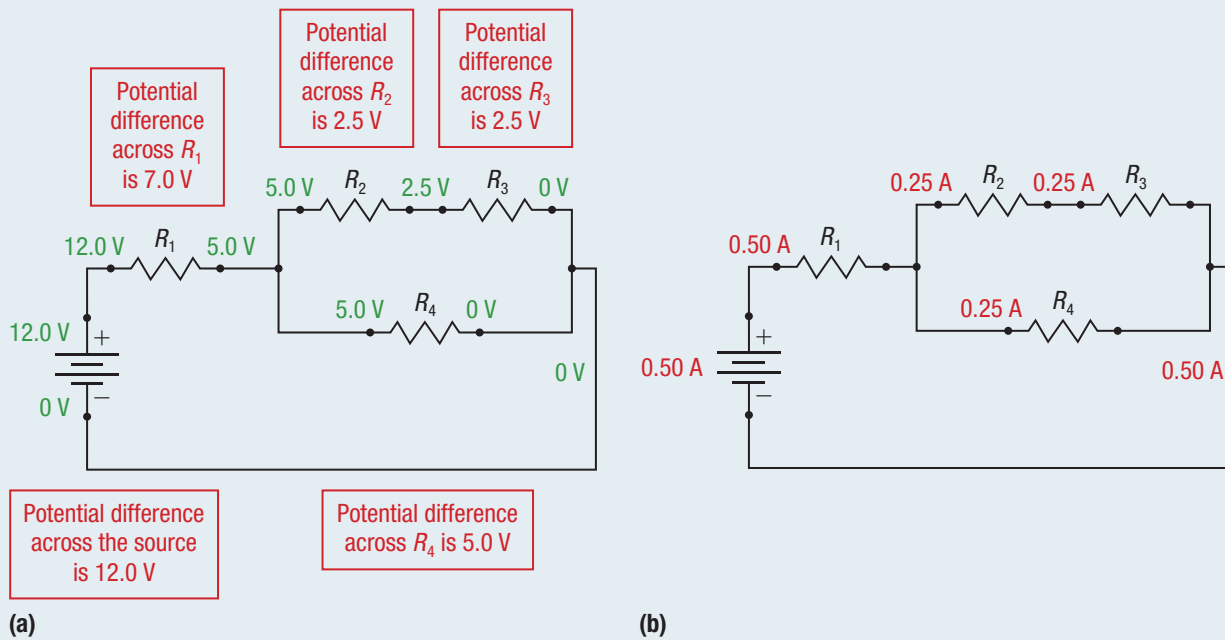 Potential
difference
across R₁
is 7.0 V
Potential
difference
across R₂
is 2.5 V
Potential
difference
across R₃
is 2.5 V
5.0 V
R₂
2.5 V
R₃
0 V
12.0 V
R₁
5.0 V
5.0 V
R₄
0 V
12.0 V
+
−
0 V
0 V
Potential difference
across the source
is 12.0 V
Potential difference
across R₄ is 5.0 V
(a)
0.25 A
R₂
0.25 A
R₃
0.50 A
R₁
0.25 A
R₄
+
−
0.50 A
0.50 A
(b)